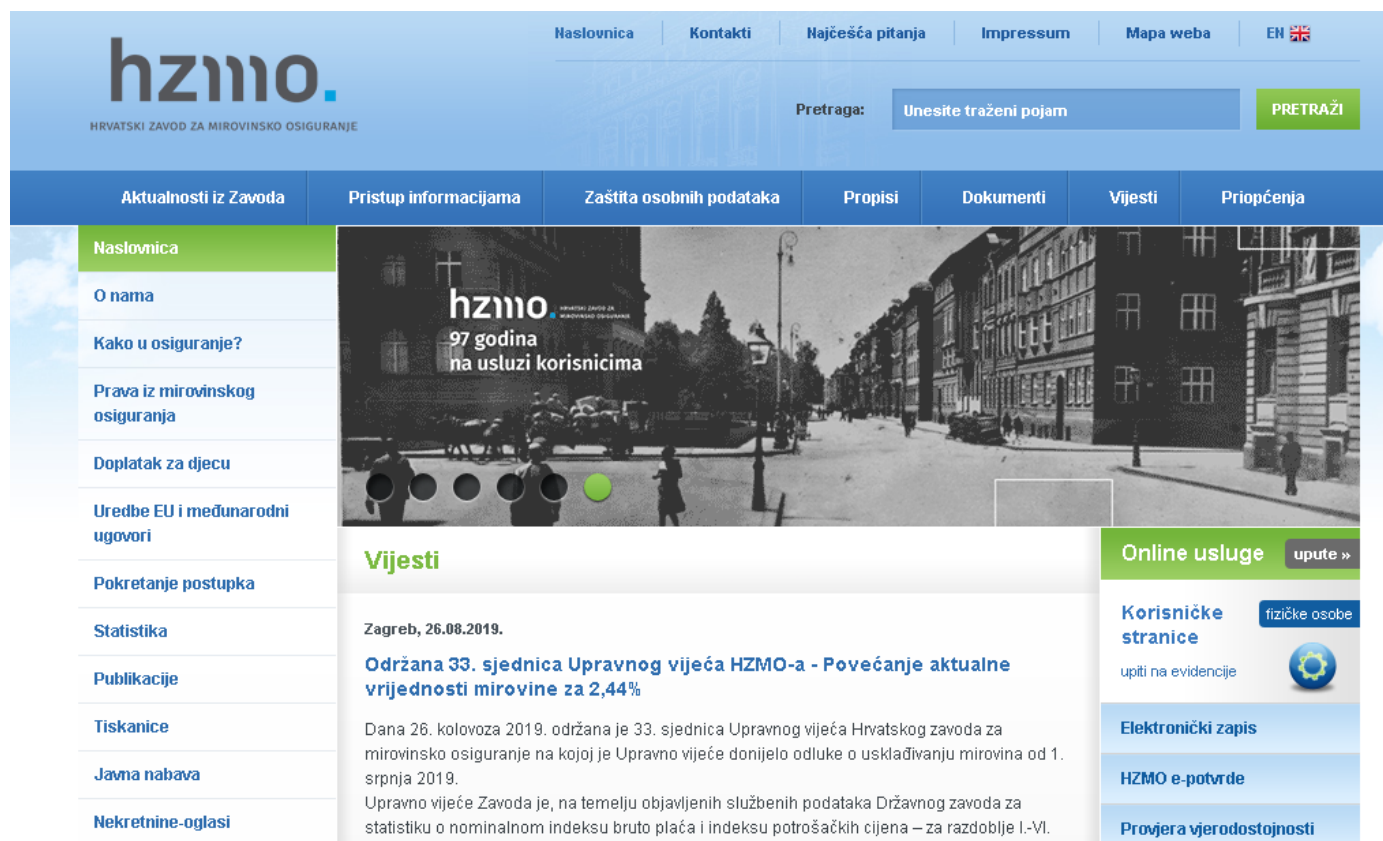 Naslovnica
Kontakti
Najčešća pitanja
Impressum
Mapa weba
EN
hzmo.
HRVATSKI ZAVOD ZA MIROVINSKO OSIGURANJE
Pretraga:
Unesite traženi pojam
PRETRAŽI
Aktualnosti iz Zavoda
Pristup informacijama
Zaštita osobnih podataka
Propisi
Dokumenti
Vijesti
Priopćenja
Naslovnica
O nama
Kako u osiguranje?
Prava iz mirovinskog
osiguranja
Doplatak za djecu
Uredbe EU i međunarodni
ugovori
Pokretanje postupka
Statistika
Publikacije
Tiskanice
Javna nabava
Nekretnine-oglasi
hzmo.
HRVATSKI ZAVOD ZA
MIROVINSKO OSIGURANJE
97 godina
na usluzi korisnicima
Vijesti
Zagreb, 26.08.2019.
Održana 33. sjednica Upravnog vijeća HZMO-a - Povećanje aktualne
vrijednosti mirovine za 2,44%
Dana 26. kolovoza 2019. održana je 33. sjednica Upravnog vijeća Hrvatskog zavoda za
mirovinsko osiguranje na kojoj je Upravno vijeće donijelo odluke o usklađivanju mirovina od 1.
srpnja 2019.
Upravno vijeće Zavoda je, na temelju objavljenih službenih podataka Državnog zavoda za
statistiku o nominalnom indeksu bruto plaća i indeksu potrošačkih cijena – za razdoblje I.-VI.
Online usluge
upute »
Korisničke
stranice
fizičke osobe
upiti na evidencije
Elektronički zapis
HZMO e-potvrde
Provjera vjerodostojnosti